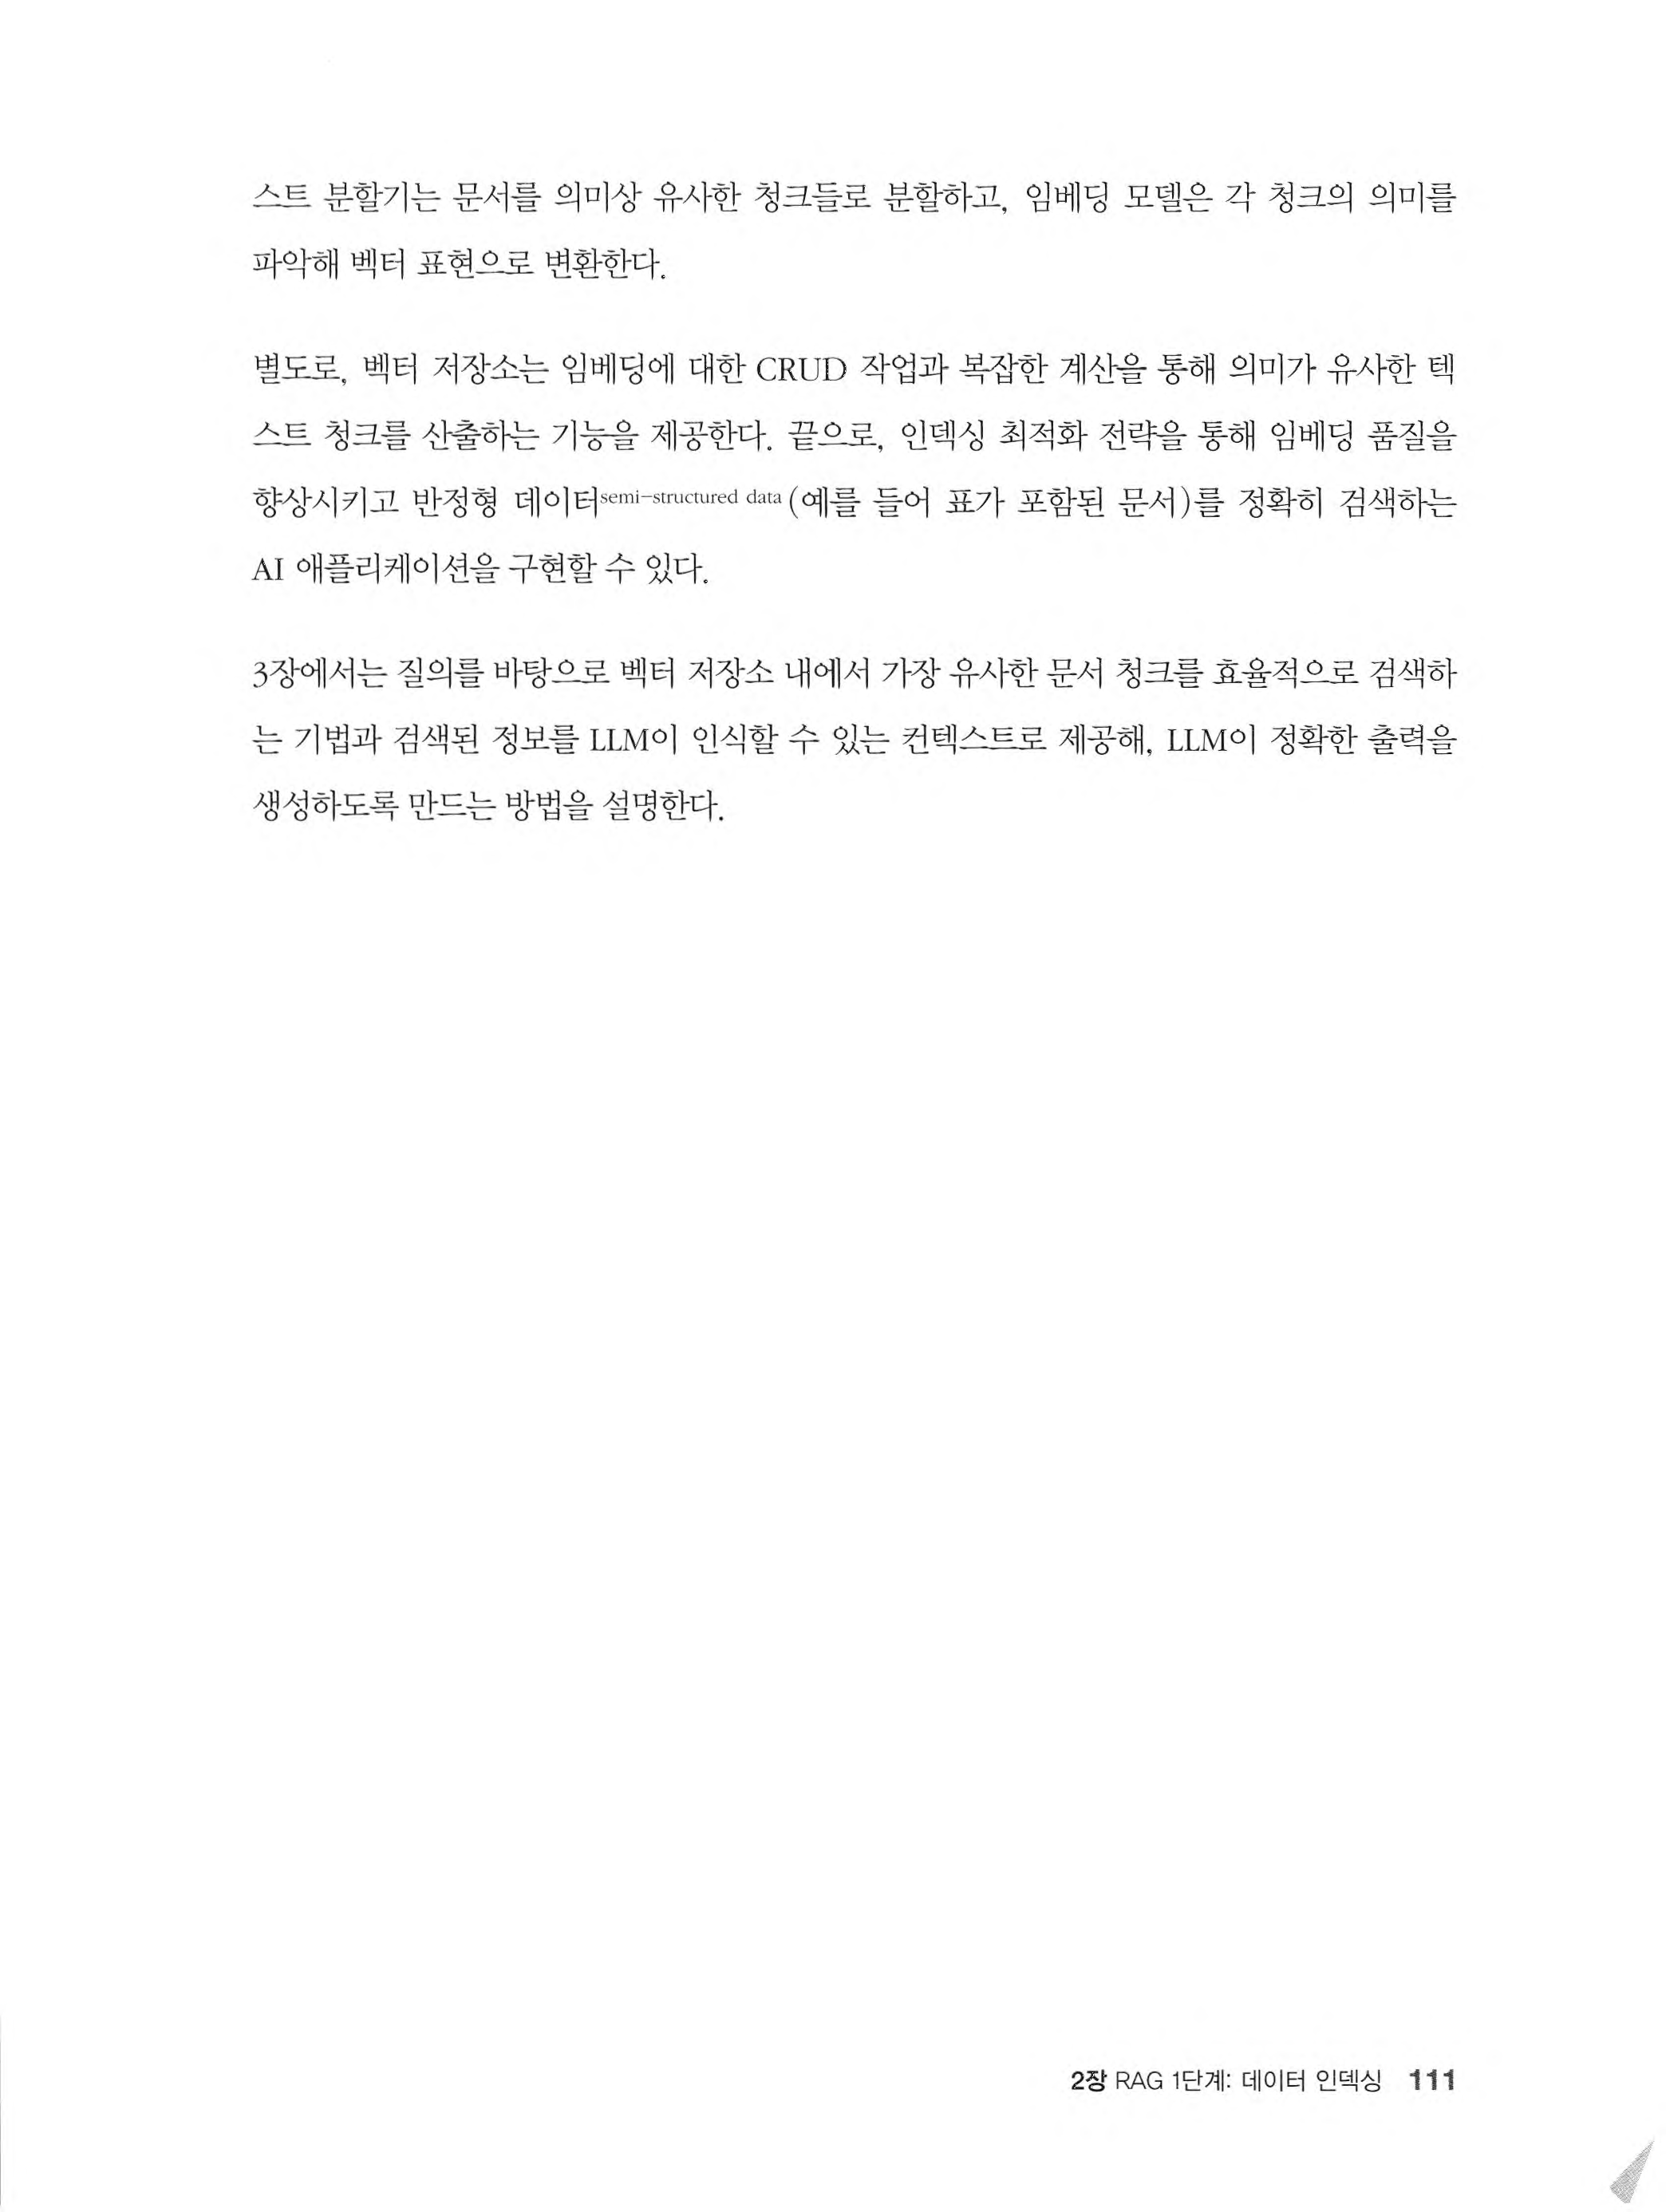 스트 분할기는 문서를 의미상 유사한 청크들로 분할하고, 임베딩 모델은 각 청크의 의미를
파악해 벡터 표현으로 변환한다.
별도로, 벡터 저장소는 임베딩에 대한 CRUD 작업과 복잡한 계산을 통해 의미가 유사한 텍
스트 청크를 산출하는 기능을 제공한다. 끝으로, 인덱싱 최적화 전략을 통해 임베딩 품질을
향상시키고 반정형 데이터semi-structured data (예를 들어 표가 포함된 문서)를 정확히 검색하는
AI 애플리케이션을 구현할 수 있다.
3장에서는 질의를 바탕으로 벡터 저장소 내에서 가장 유사한 문서 청크를 효율적으로 검색하
는 기법과 검색된 정보를 LLM이 인식할 수 있는 컨텍스트로 제공해, LLM이 정확한 출력을
생성하도록 만드는 방법을 설명한다.
2장 RAG 1단계: 데이터 인덱싱 111